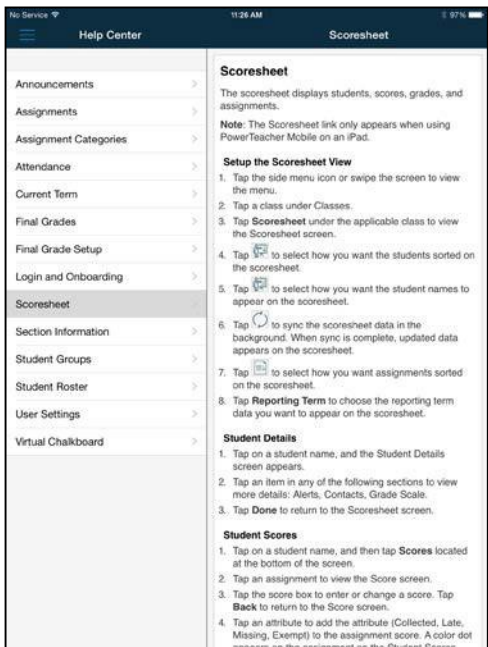 No Service 11:26 AM 97%
Help Center
Scoresheet
Announcements
Assignments
Assignment Categories
Attendance
Current Term
Final Grades
Final Grade Setup
Login and Onboarding
Scoresheet
Section Information
Student Groups
Student Roster
User Settings
Virtual Chalkboard
Scoresheet
The scoresheet displays students, scores, grades, and
assignments.
Note: The Scoresheet link only appears when using
PowerTeacher Mobile on an iPad.
Setup the Scoresheet View
1. Tap the side menu icon or swipe the screen to view
the menu.
2. Tap a class under Classes.
3. Tap Scoresheet under the applicable class to view
the Scoresheet screen.
4. Tap to select how you want the students sorted on
the scoresheet.
5. Tap to select how you want the student names to
appear on the scoresheet.
6. Tap to sync the scoresheet data in the
background. When sync is complete, updated data
appears on the scoresheet.
7. Tap to select how you want assignments sorted
on the scoresheet.
8. Tap Reporting Term to choose the reporting term
data you want to appear on the scoresheet.
Student Details
1. Tap on a student name, and the Student Details
screen appears.
2. Tap an item in any of the following sections to view
more details: Alerts, Contacts, Grade Scale.
3. Tap Done to return to the Scoresheet screen.
Student Scores
1. Tap on a student name, and then tap Scores located
at the bottom of the screen.
2. Tap an assignment to view the Score screen.
3. Tap the score box to enter or change a score. Tap
Back to return to the Score screen.
4. Tap an attribute to add the attribute (Collected, Late,
Missing, Exempt) to the assignment score. A color dot
appears on the assignment on the Student Scores